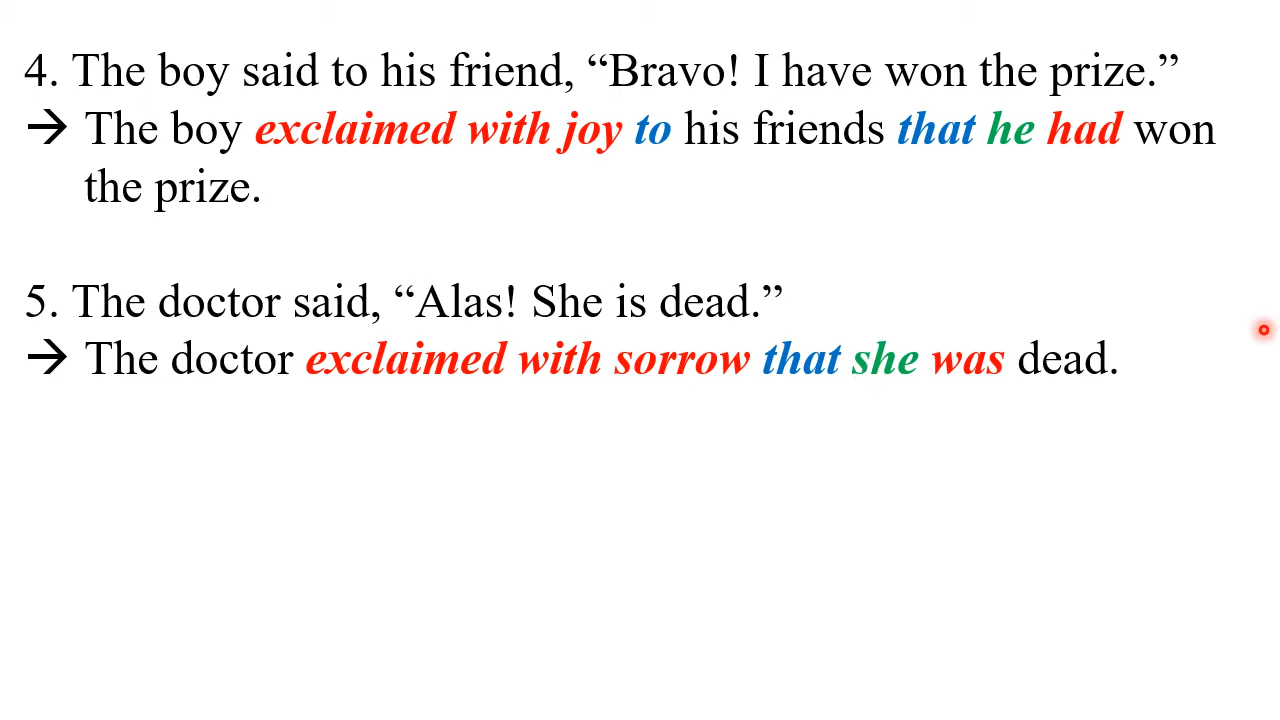 4. The boy said to his friend, “Bravo! I have won the prize.”
→ The boy exclaimed with joy to his friends that he had won
the prize.
5. The doctor said, “Alas! She is dead.”
→ The doctor exclaimed with sorrow that she was dead.